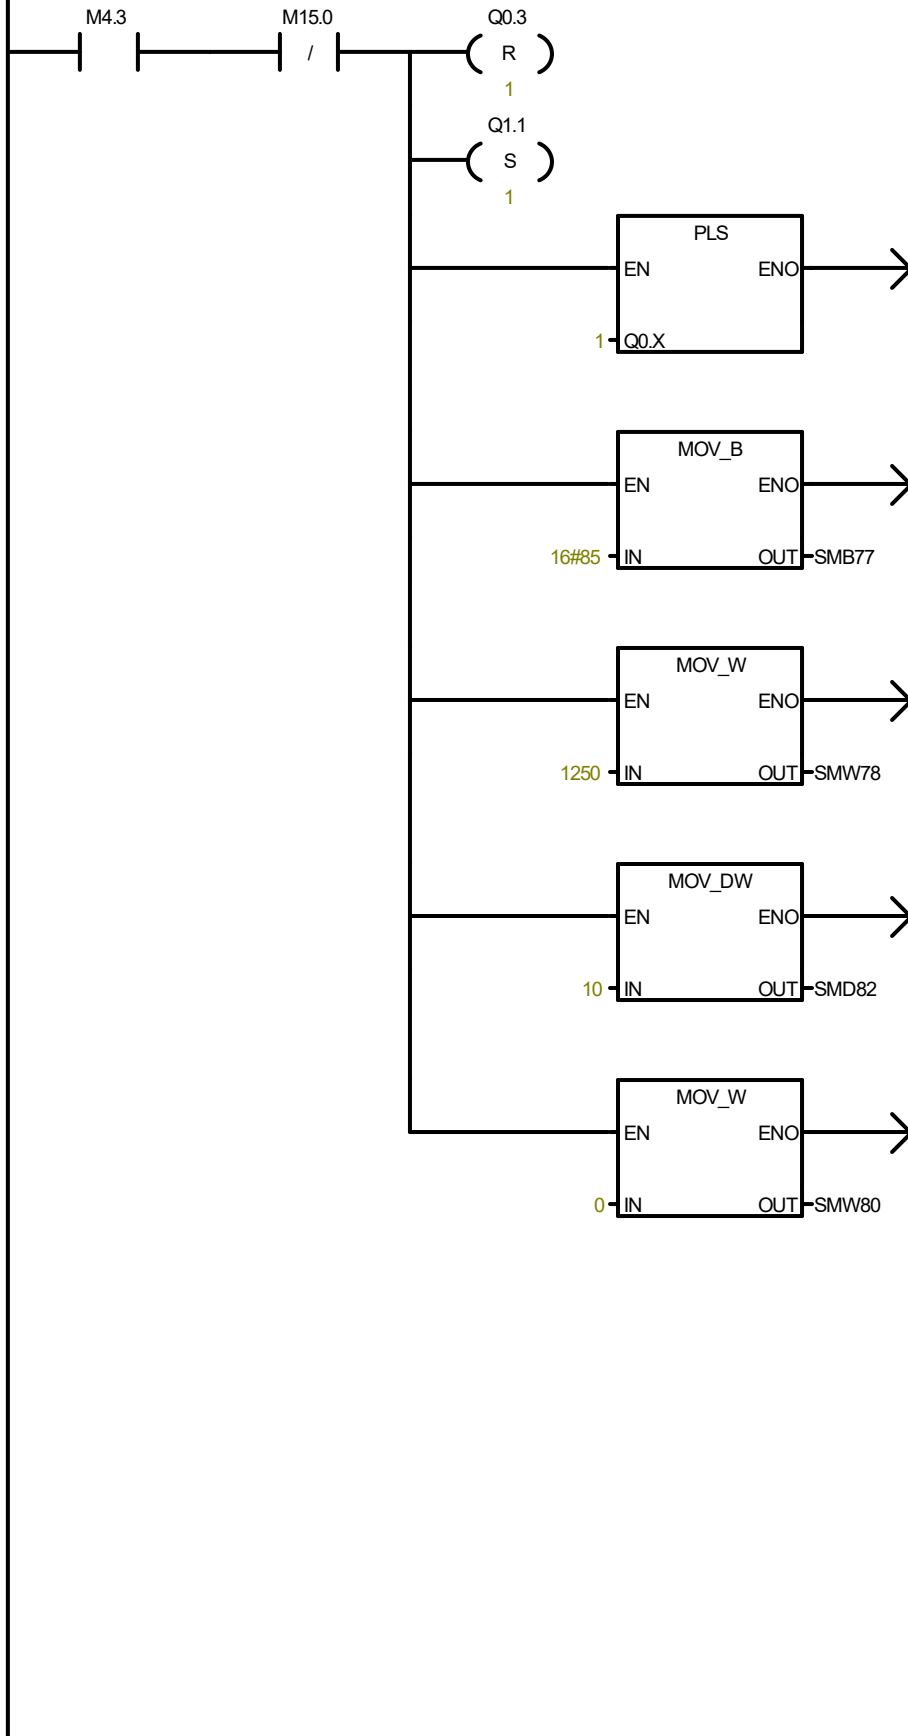 M4.3 M15.0 Q0.3
/ R
1
Q1.1
S
1
PLS
EN ENO
1 Q0.X
MOV_B
EN ENO
16#85 IN OUT SMB77
MOV_W
EN ENO
1250 IN OUT SMW78
MOV_DW
EN ENO
10 IN OUT SMD82
MOV_W
EN ENO
0 IN OUT SMW80